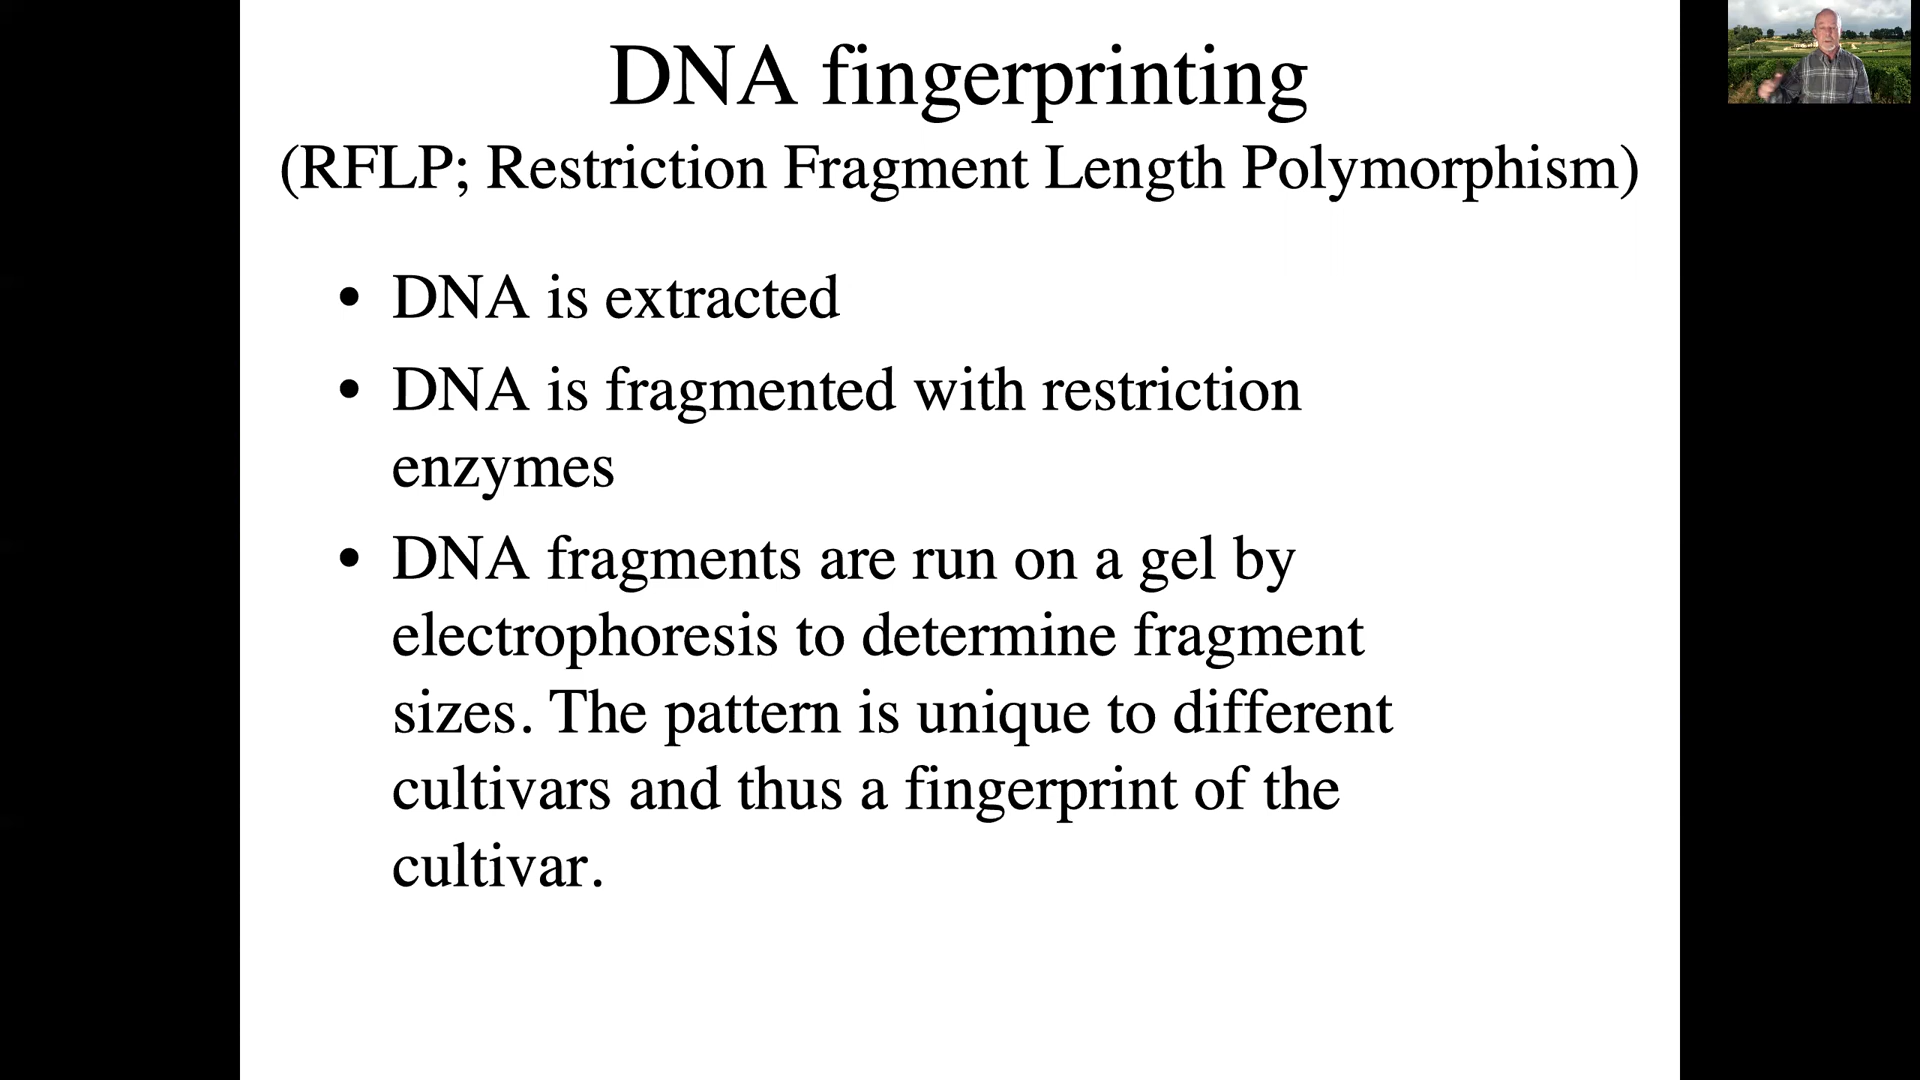 DNA fingerprinting
(RFLP; Restriction Fragment Length Polymorphism)
• DNA is extracted
• DNA is fragmented with restriction
enzymes
• DNA fragments are run on a gel by
electrophoresis to determine fragment
sizes. The pattern is unique to different
cultivars and thus a fingerprint of the
cultivar.